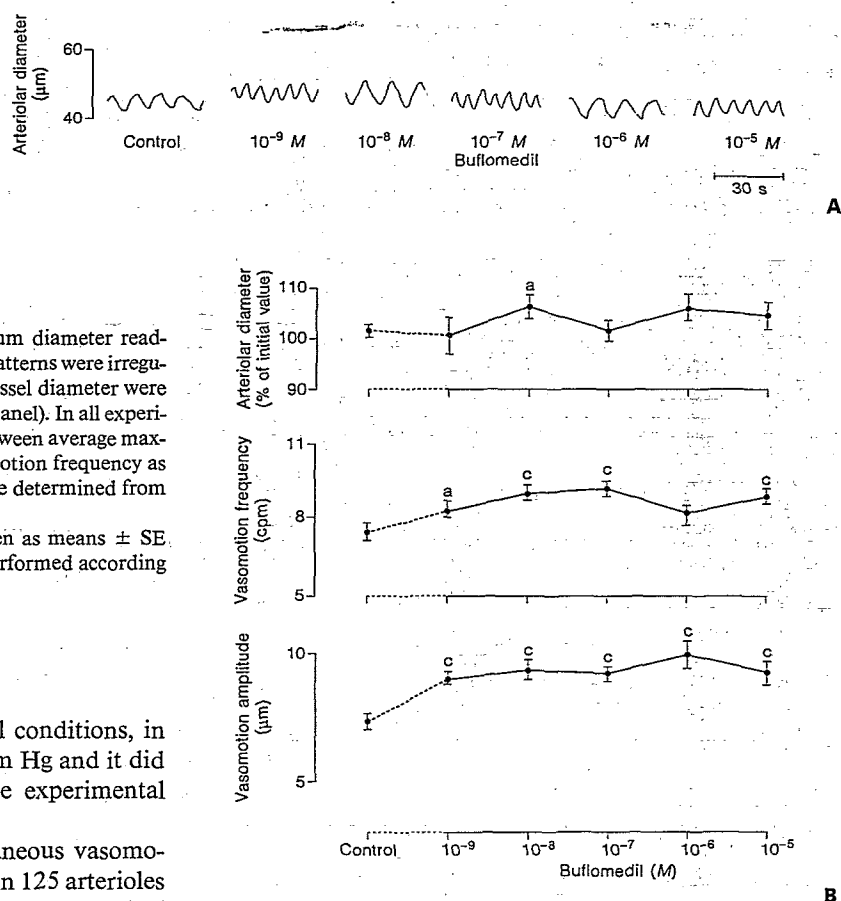 Arteriolar diameter
(μm)
60
40
Control
10⁻⁹ M
10⁻⁸ M
10⁻⁷ M
10⁻⁶ M
10⁻⁵ M
Buflomedil
30 s
A
um diameter read-
atterns were irregu-
ssel diameter were
anel). In all experi-
ween average max-
otion frequency as
e determined from
en as means ± SE
rformed according
l conditions, in
m Hg and it did
e experimental
neous vasomo-
n 125 arterioles
Arteriolar diameter
(% of initial value)
110
100
90
a
Vasomotion frequency
(cpm)
11
8
5
a
c
c
c
Vasomotion amplitude
(μm)
10
5
c
c
c
c
c
Control
10⁻⁹
10⁻⁸
10⁻⁷
10⁻⁶
10⁻⁵
Buflomedil (M)
B